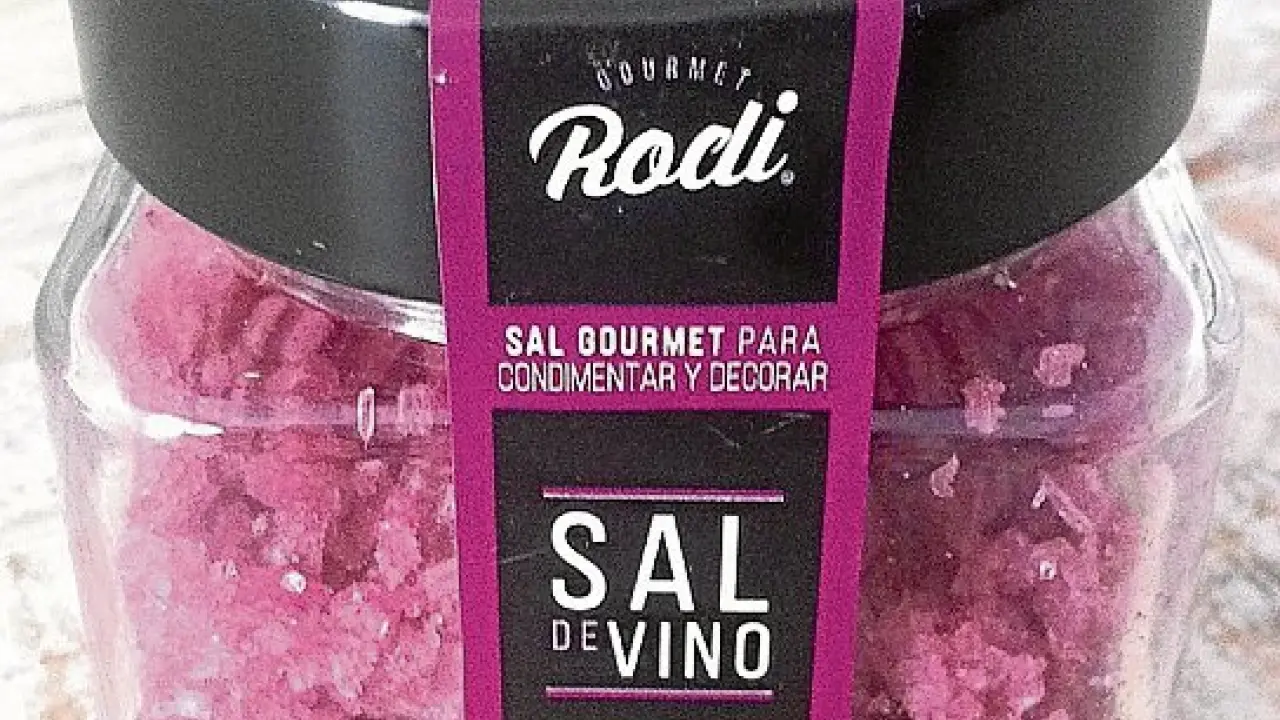 GOURMET
Rodi®
SAL GOURMET PARA
CONDIMENTAR Y DECORAR
SAL
DE VINO